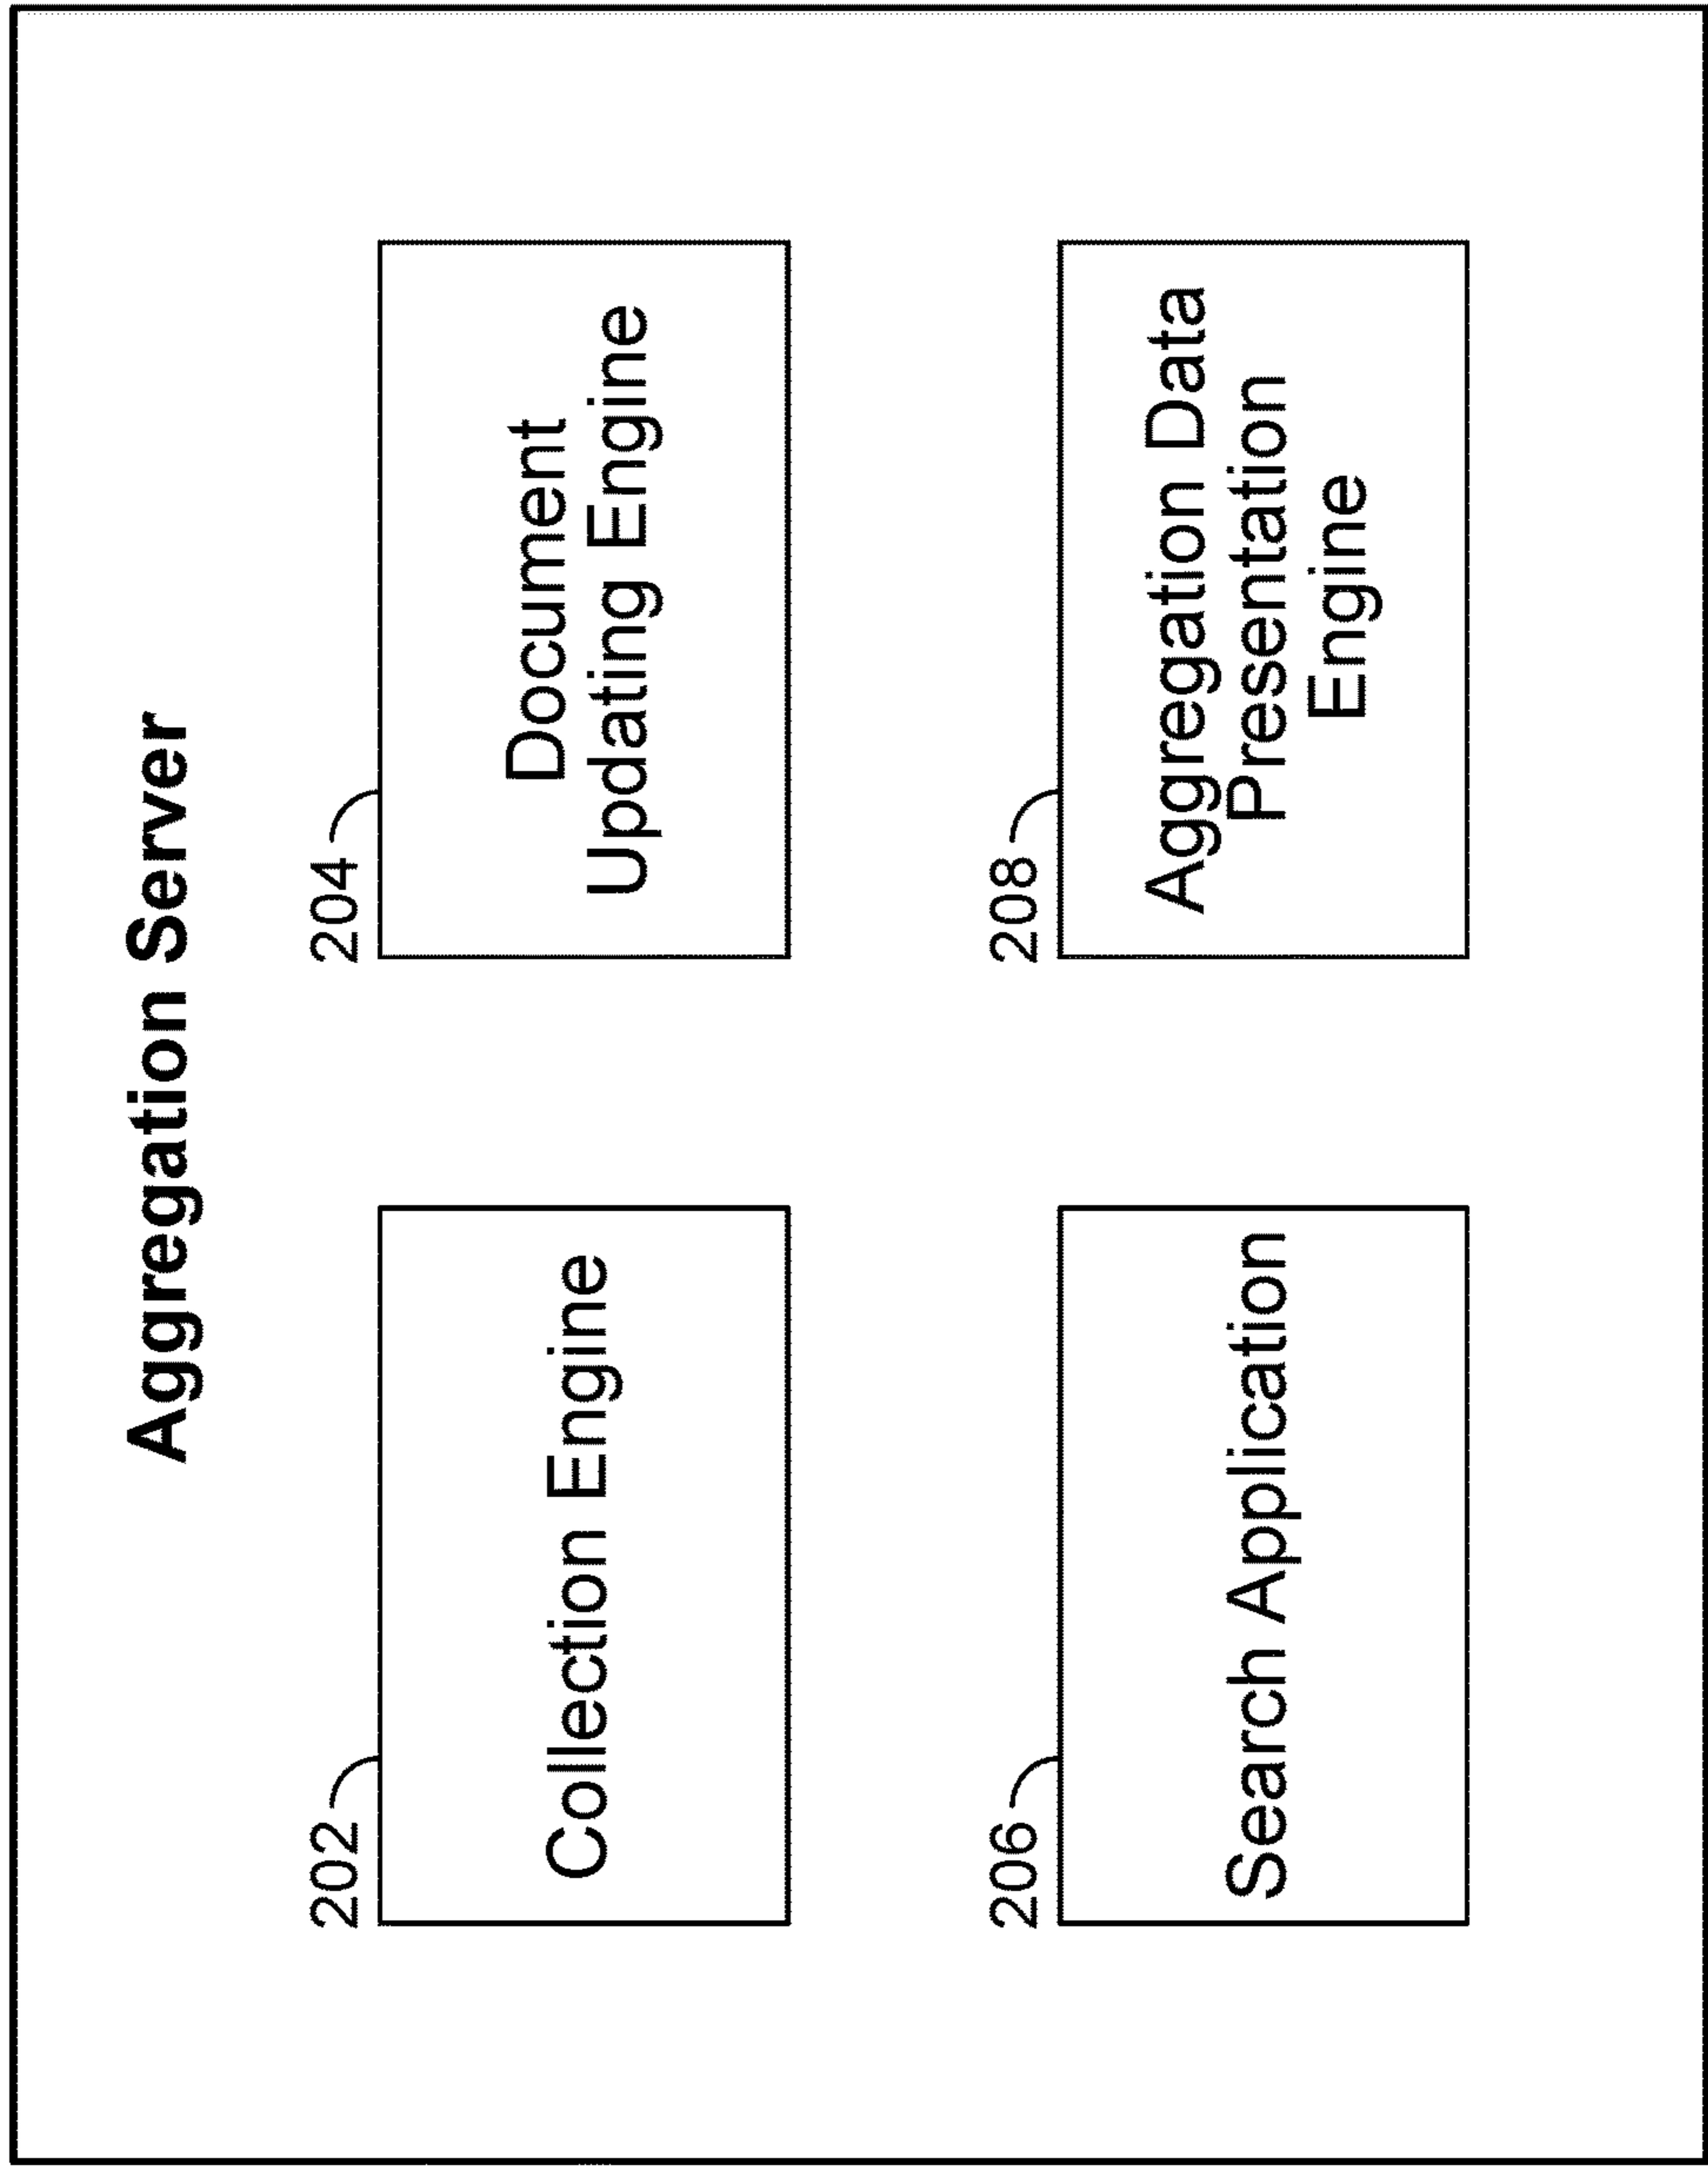 Aggregation Server
202
Collection Engine
204
Document
Updating Engine
206
Search Application
208
Aggregation Data
Presentation
Engine